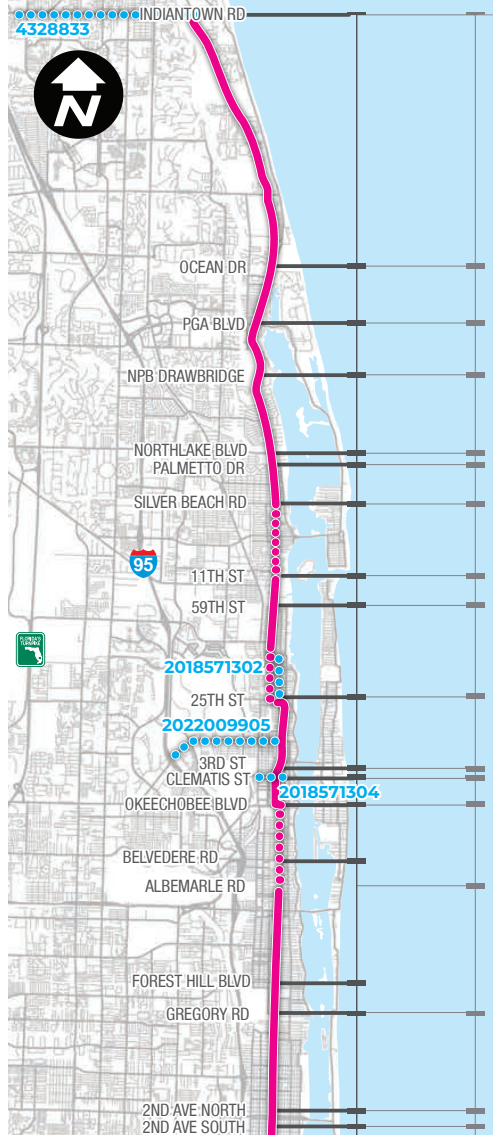 INDIANTOWN RD
4328833
N
OCEAN DR
PGA BLVD
NPB DRAWBRIDGE
NORTHLAKE BLVD
PALMETTO DR
SILVER BEACH RD
95
11TH ST
59TH ST
FLORIDA'S
TURNPIKE
2018571302
25TH ST
2022009905
3RD ST
CLEMATIS ST
2018571304
OKEECHOBEE BLVD
BELVEDERE RD
ALBEMARLE RD
FOREST HILL BLVD
GREGORY RD
2ND AVE NORTH
2ND AVE SOUTH